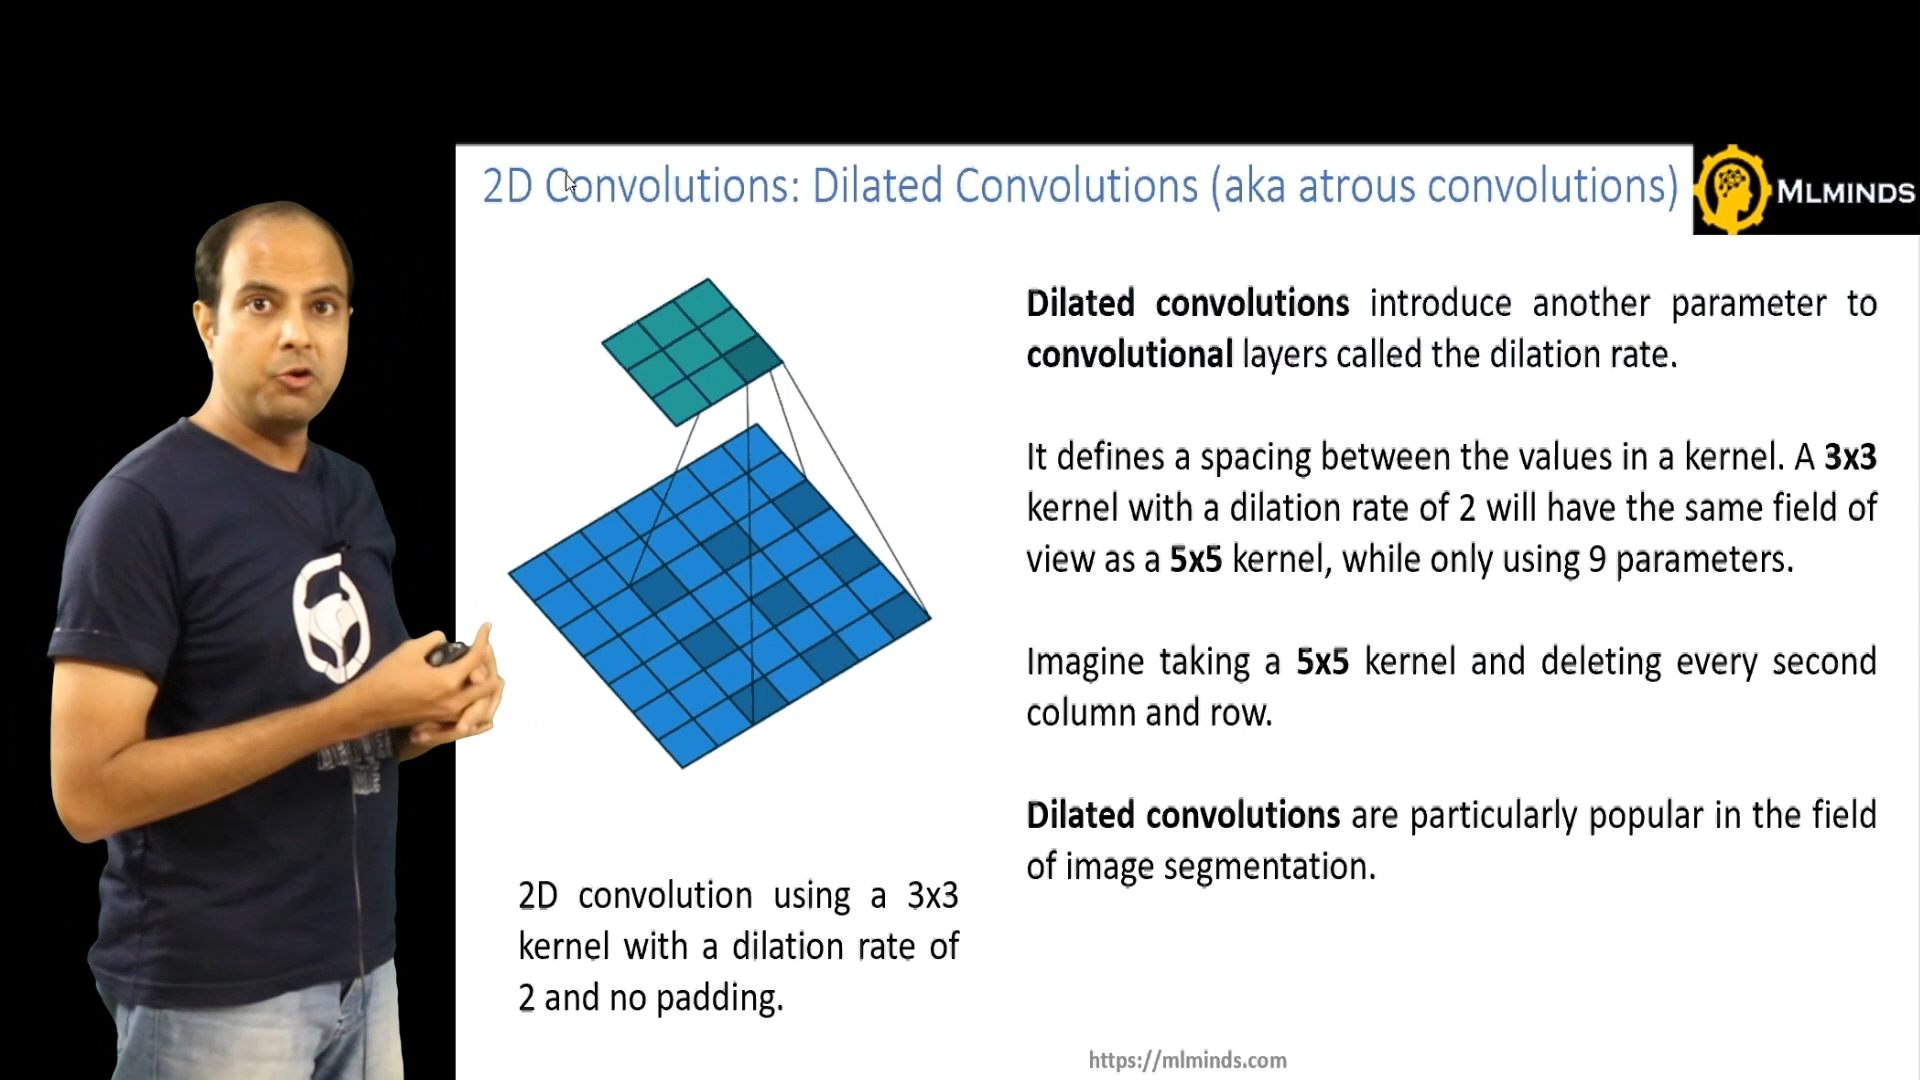 2D Convolutions: Dilated Convolutions (aka atrous convolutions)
MLMINDS
Dilated convolutions introduce another parameter to
convolutional layers called the dilation rate.
It defines a spacing between the values in a kernel. A 3x3
kernel with a dilation rate of 2 will have the same field of
view as a 5x5 kernel, while only using 9 parameters.
Imagine taking a 5x5 kernel and deleting every second
column and row.
Dilated convolutions are particularly popular in the field
of image segmentation.
2D convolution using a 3x3
kernel with a dilation rate of
2 and no padding.
https://mlminds.com